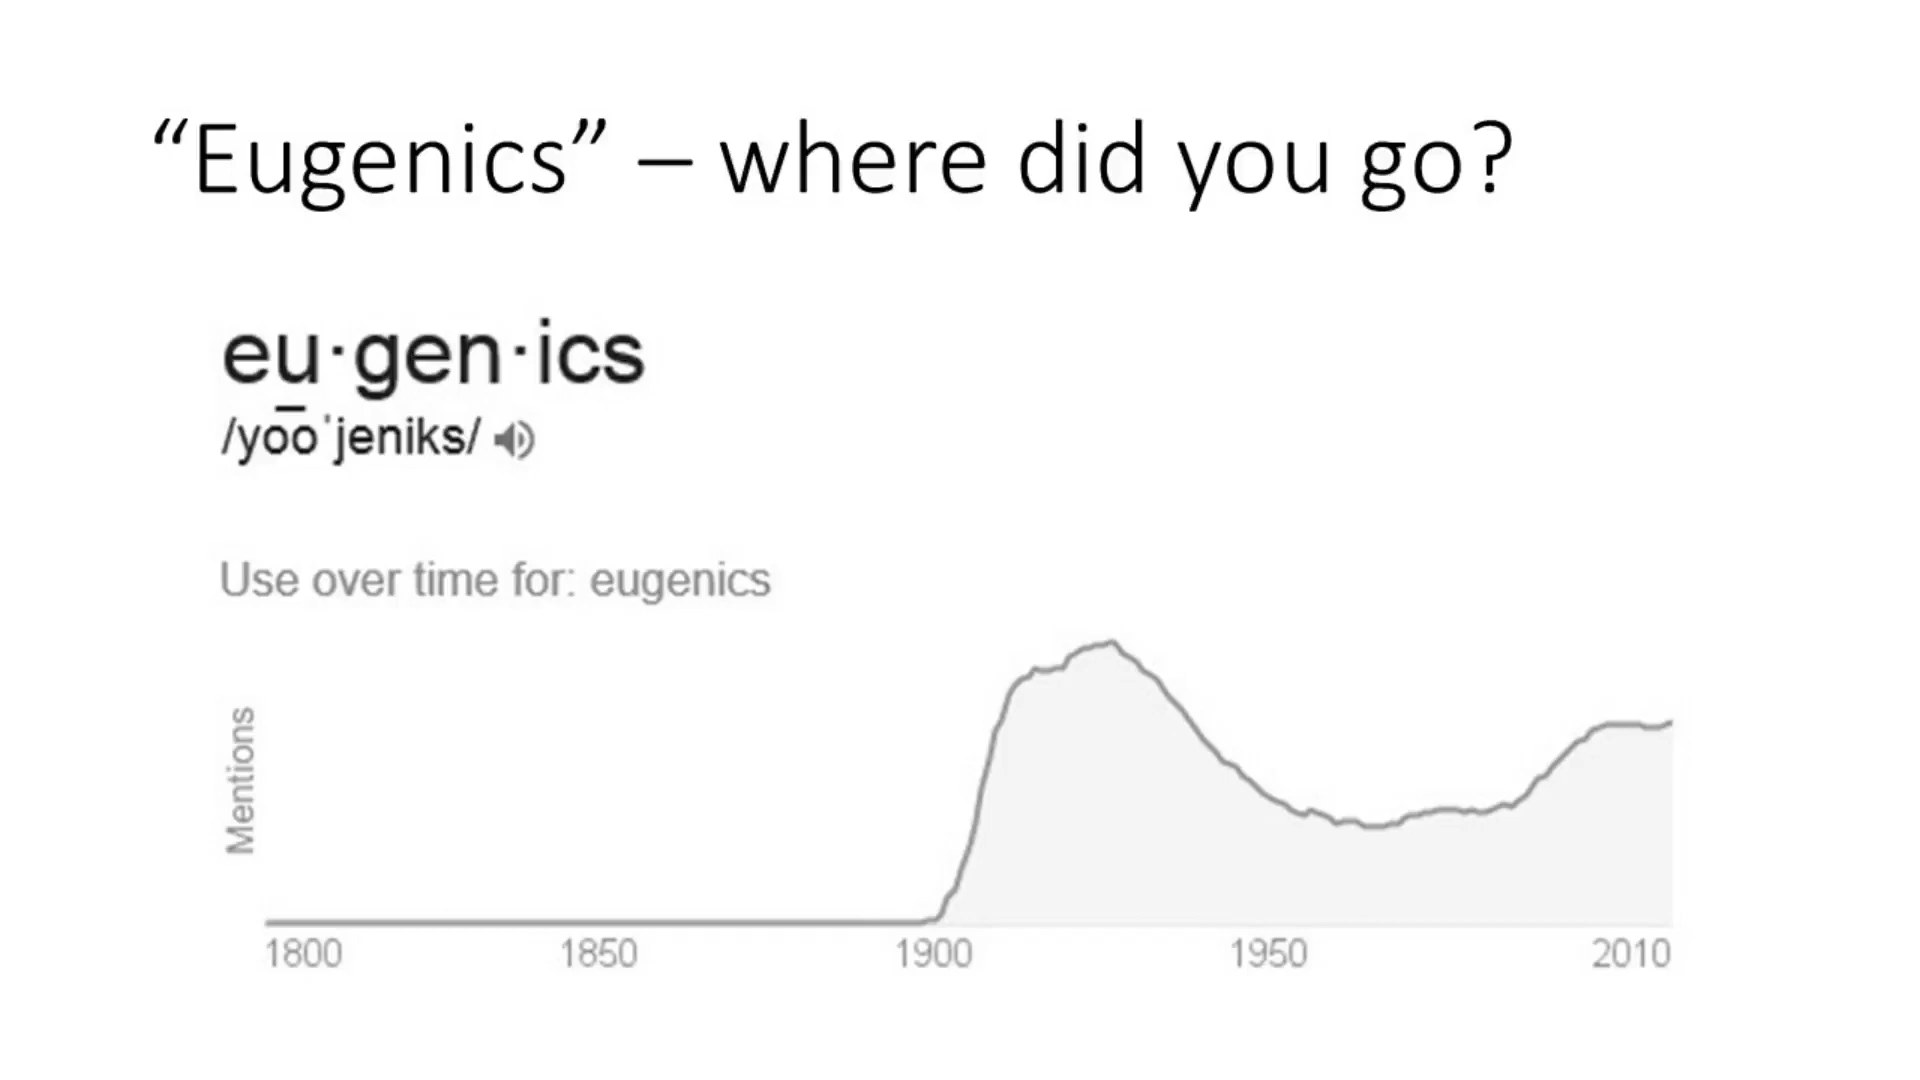 “Eugenics” – where did you go?
eu·gen·ics
/yo͞oˈjeniks/
Use over time for: eugenics
Mentions
1800 1850 1900 1950 2010